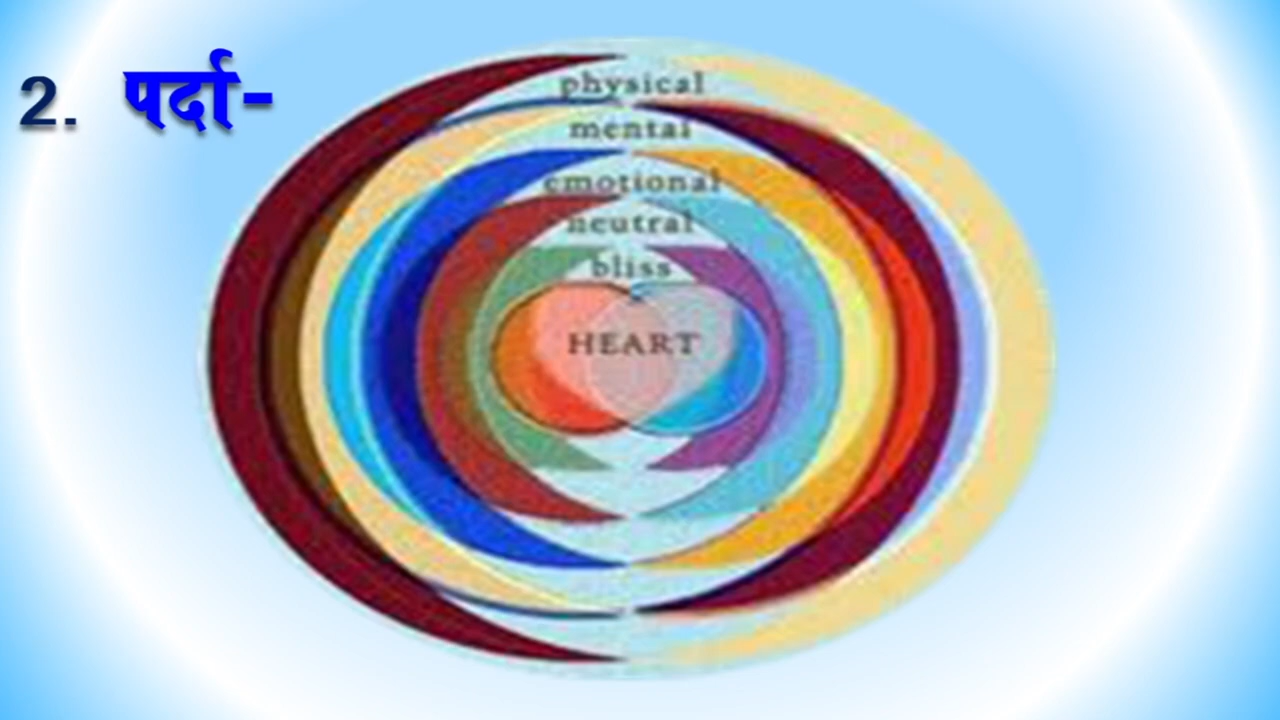 2. पर्दा-
physical
mental
emotional
neutral
bliss
HEART